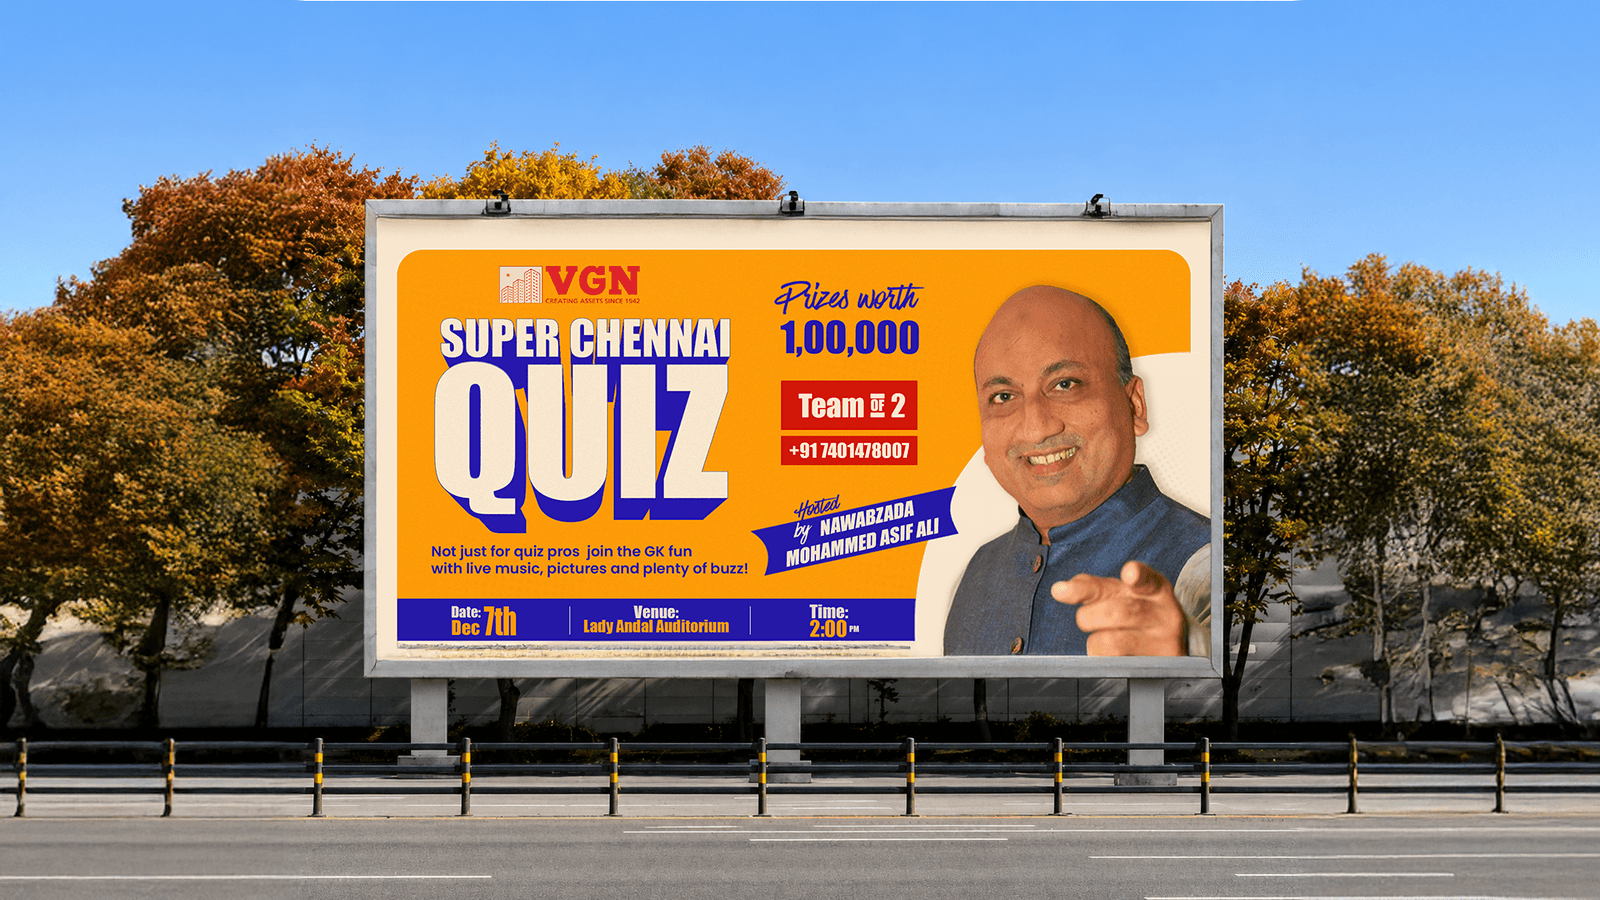 VGN
CREATING ASSETS SINCE 1942
SUPER CHENNAI
QUIZ
Not just for quiz pros join the GK fun
with live music, pictures and plenty of buzz!
Prizes worth
1,00,000
Team OF 2
+91 7401478007
Hosted
by NAWABZADA
MOHAMMED ASIF ALI
Date:
Dec 7th
Venue:
Lady Andal Auditorium
Time:
2:00 PM